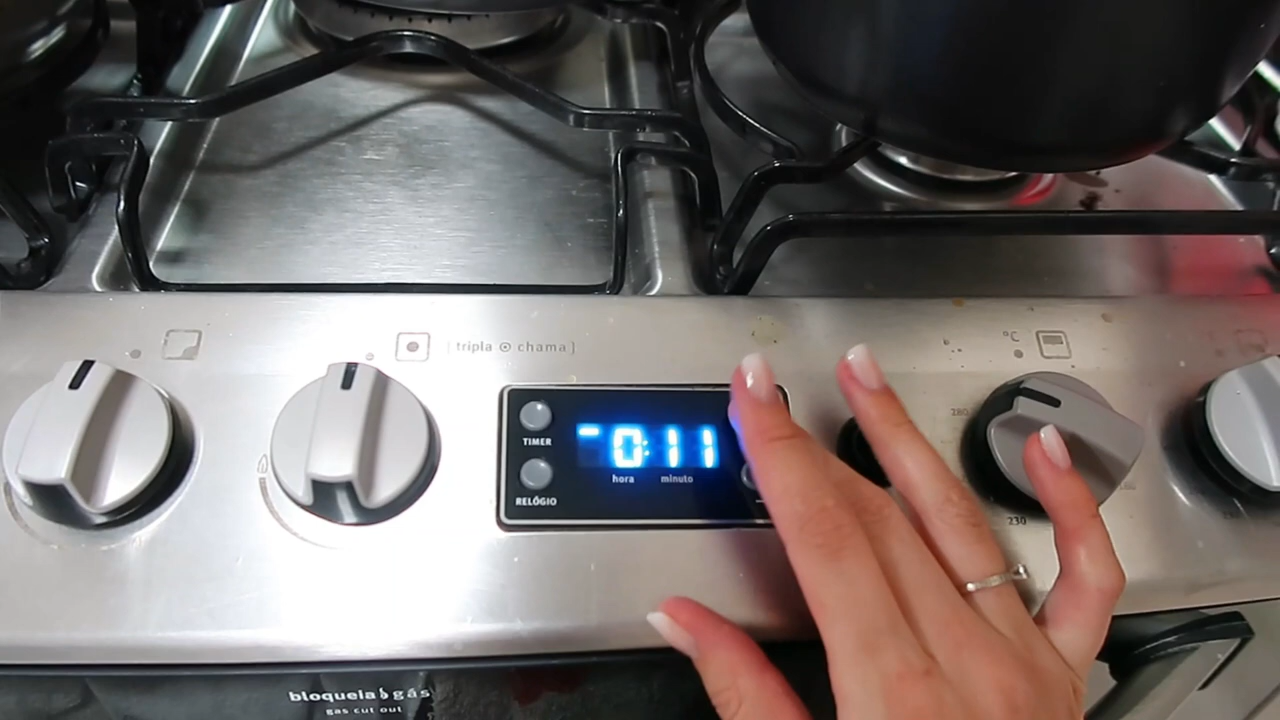 [ tripla chama ]
°C
280
TIMER
0:11
hora minuto
RELÓGIO
230
bloqueia gás
gas cut out